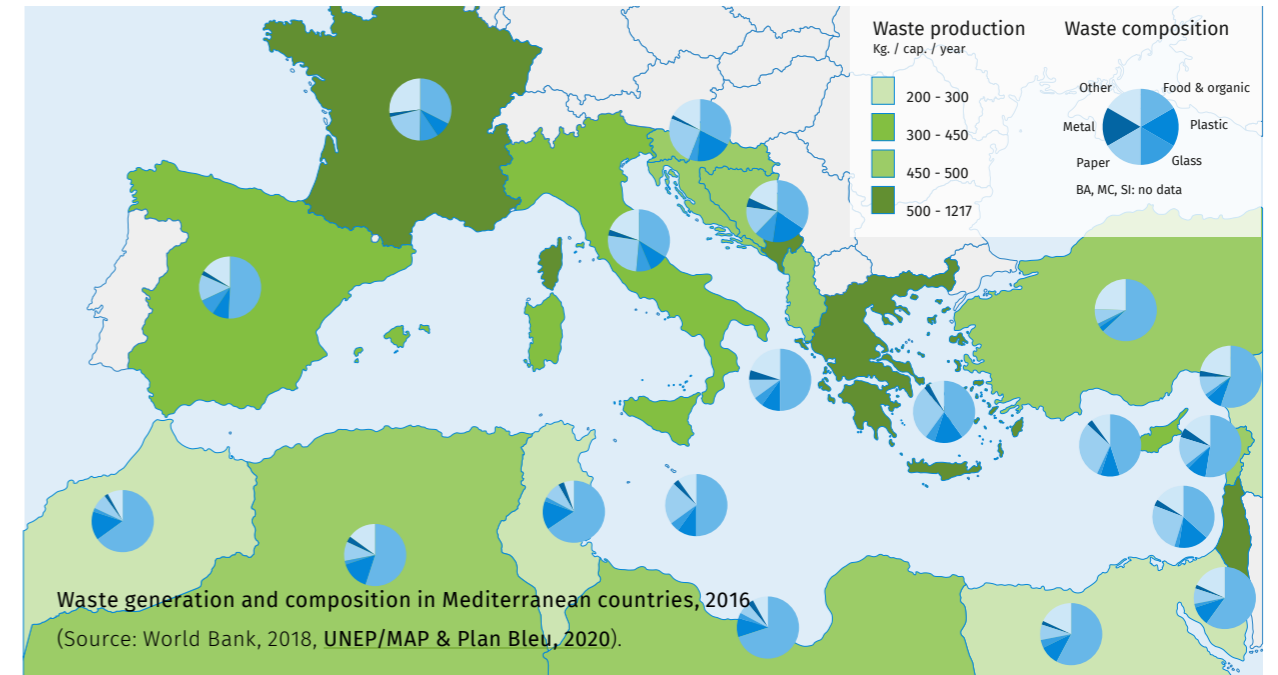 Waste production
Kg. / cap. / year
200 - 300
300 - 450
450 - 500
500 - 1217
Waste composition
Other
Food & organic
Metal
Plastic
Paper
Glass
BA, MC, SI: no data
Waste generation and composition in Mediterranean countries, 2016
(Source: World Bank, 2018, UNEP/MAP & Plan Bleu, 2020).